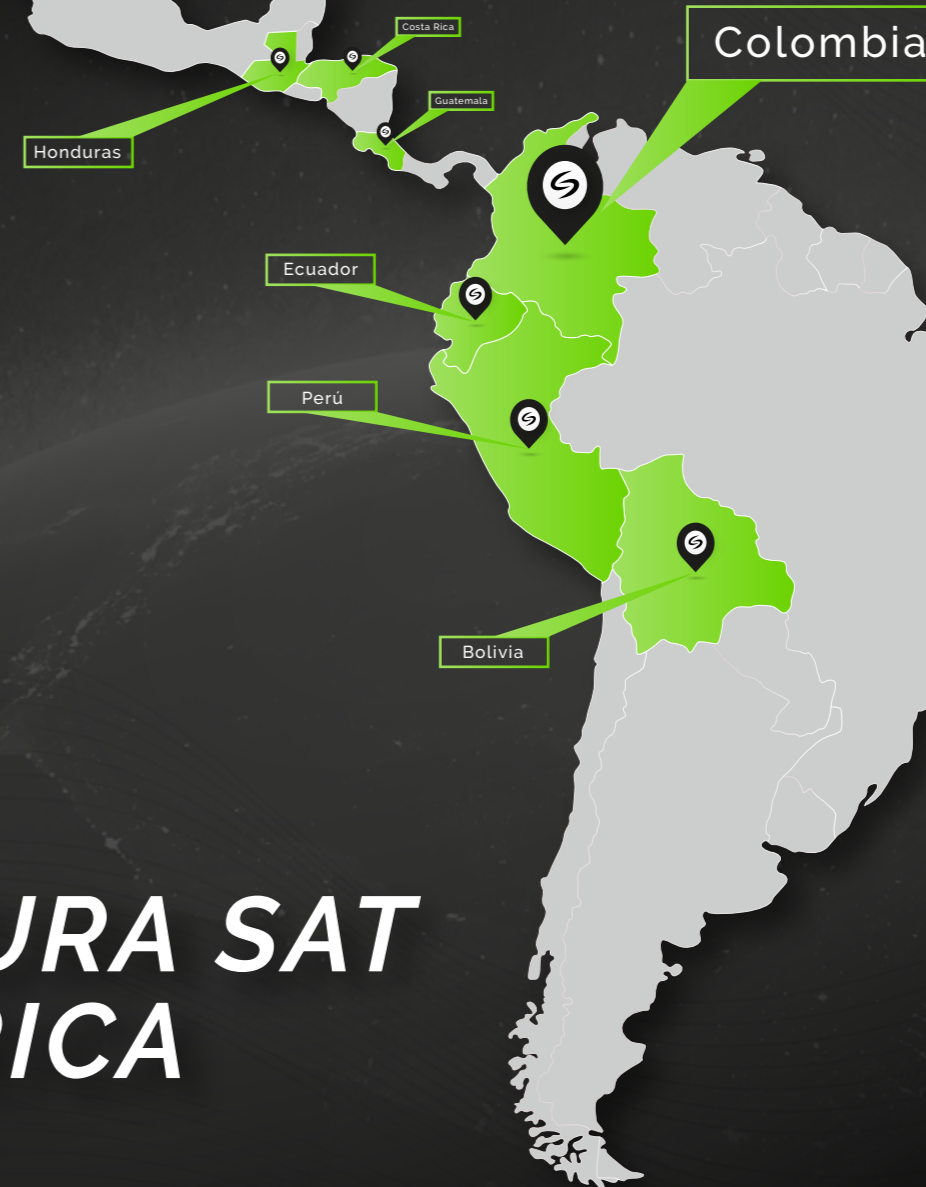 Costa Rica
Colombia
Guatemala
Honduras
Ecuador
Perú
Bolivia
URA SAT
RICA